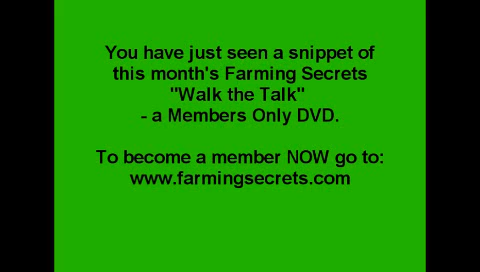 You have just seen a snippet of
this month's Farming Secrets
"Walk the Talk"
- a Members Only DVD.
To become a member NOW go to:
www.farmingsecrets.com